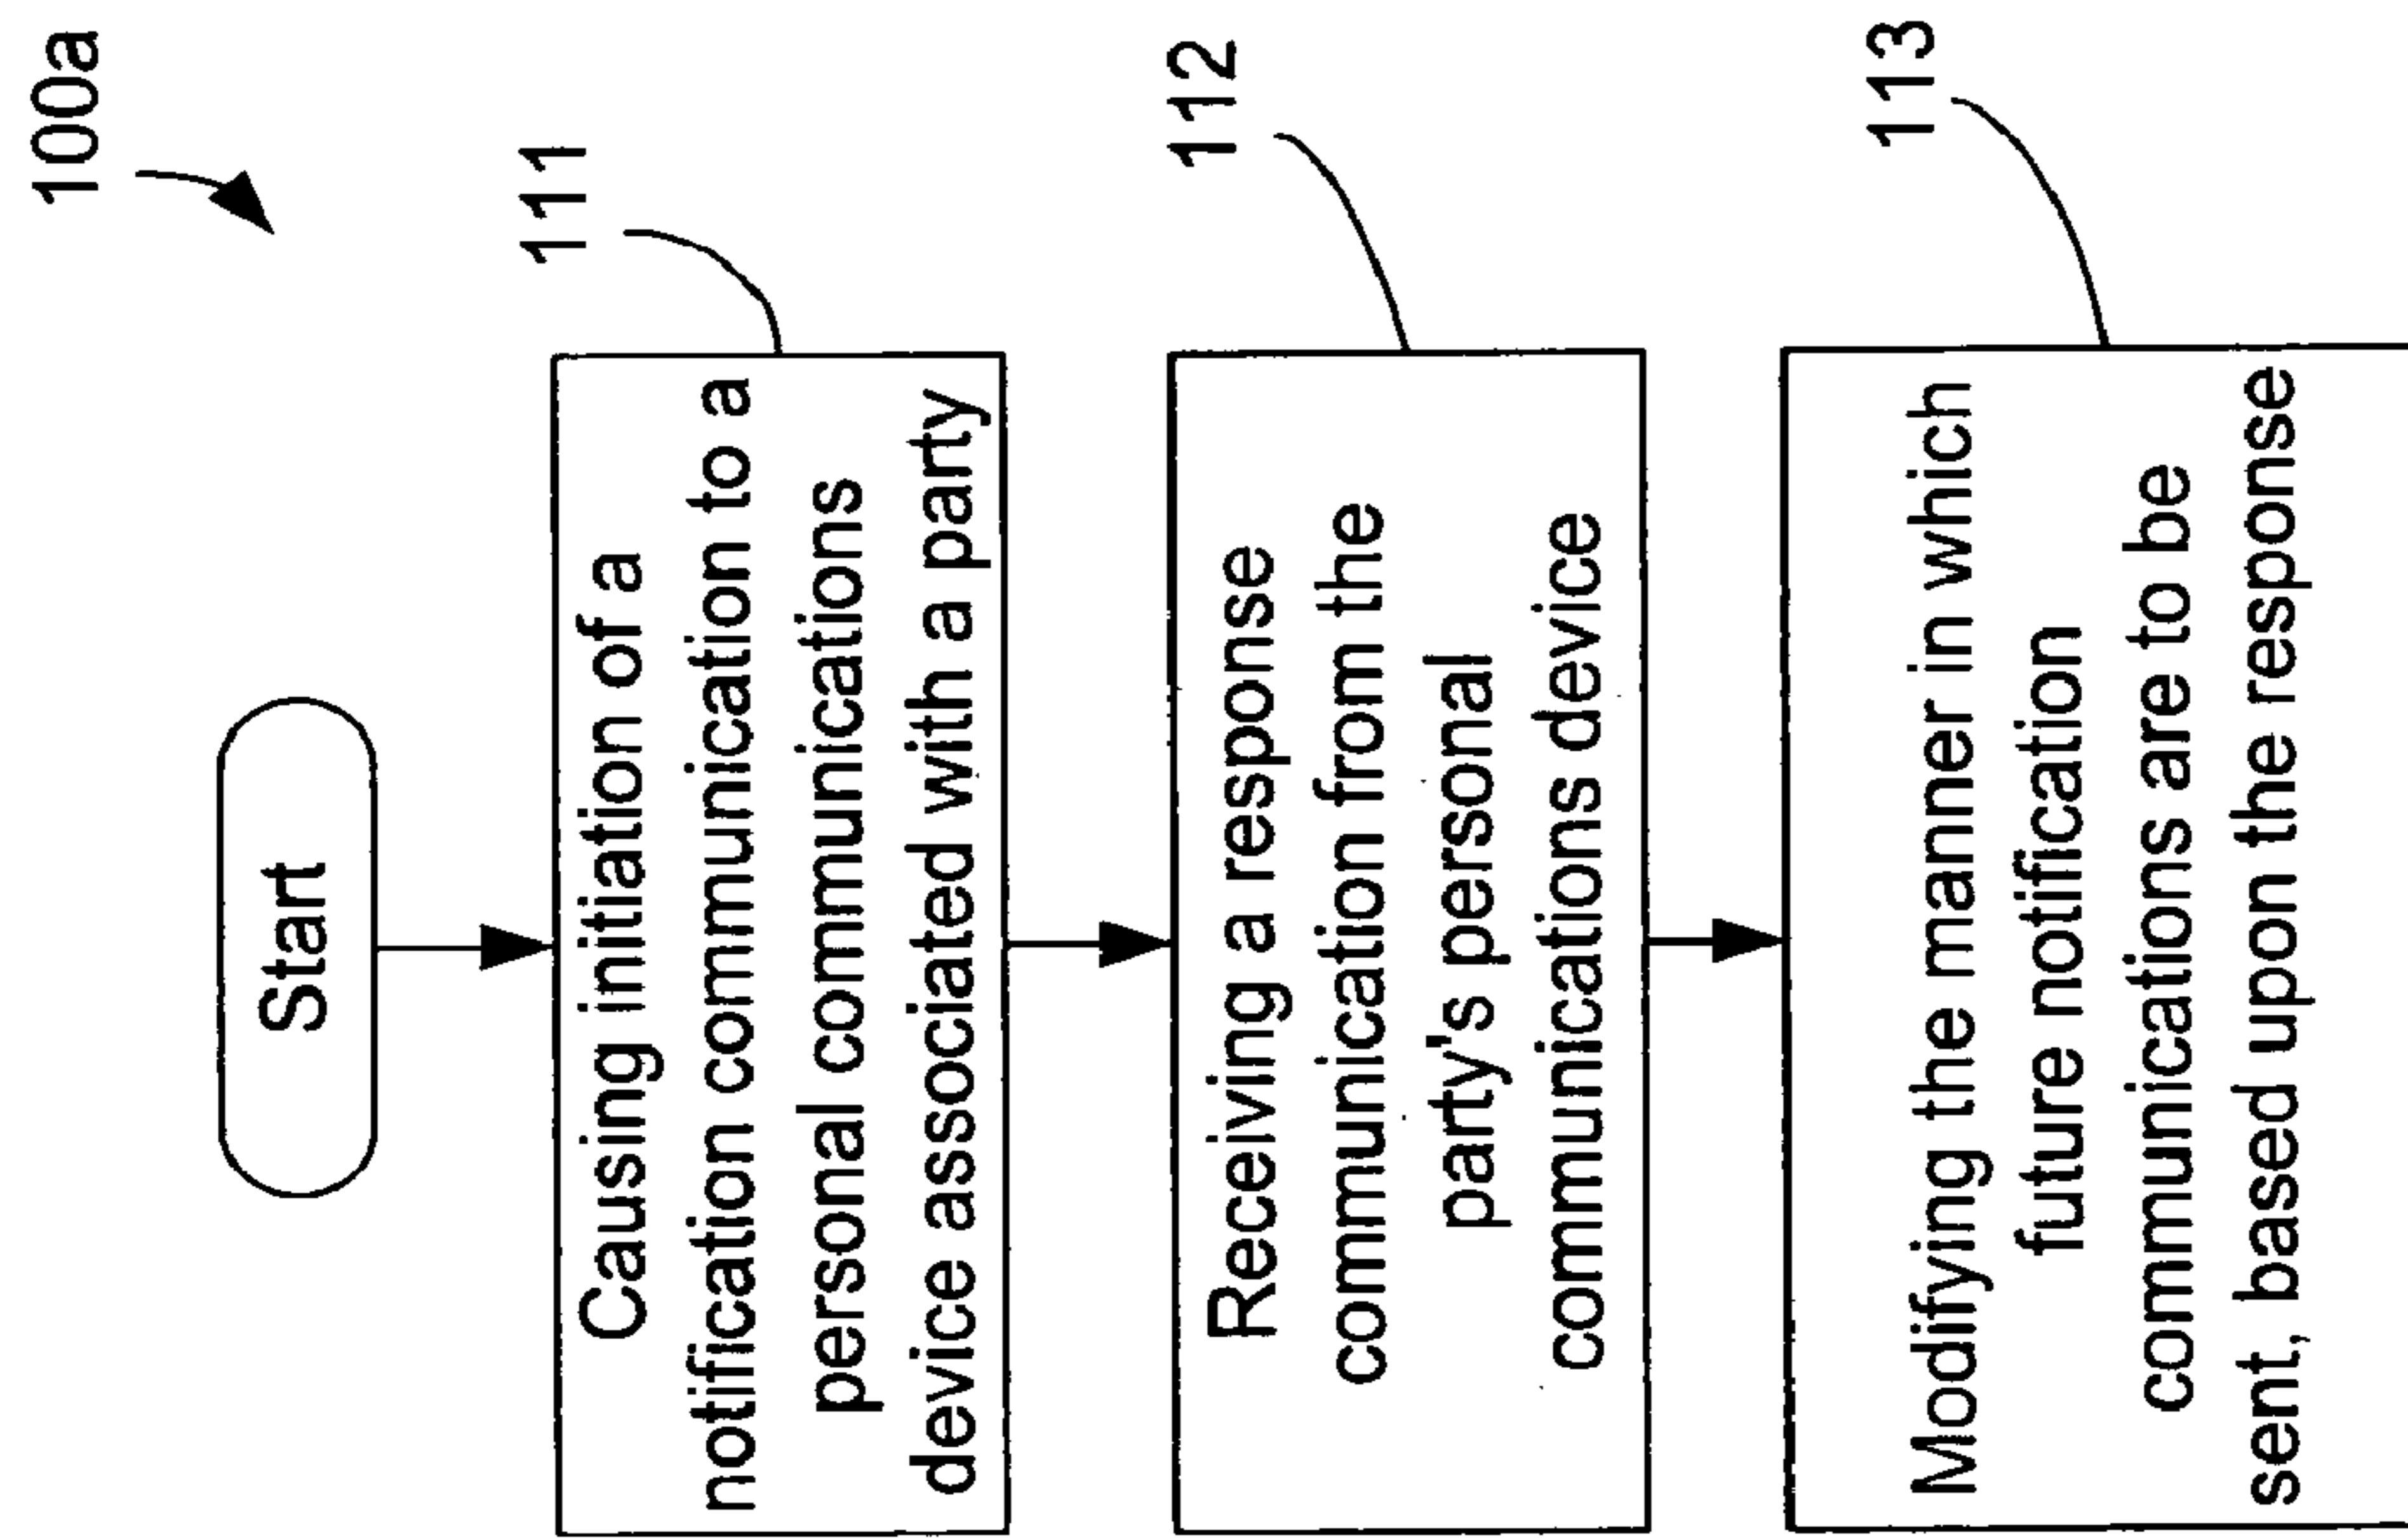 100a
Start
111
Causing initiation of a
notification communication to a
personal communications
device associated with a party
112
Receiving a response
communication from the
party's personal
communications device
113
Modifying the manner in which
future notification
communications are to be
sent, based upon the response